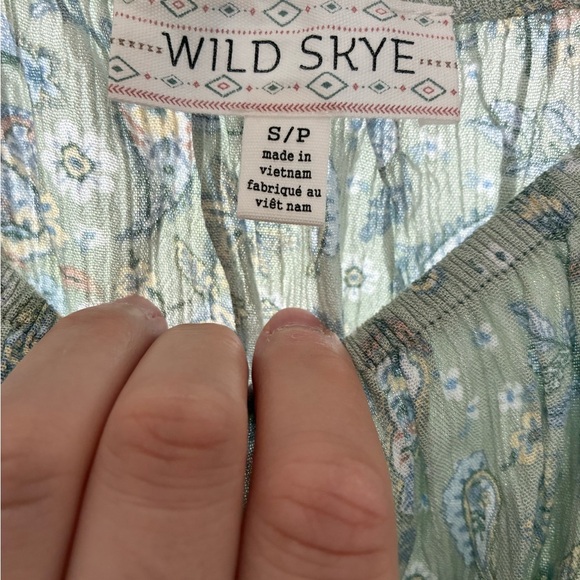 WILD SKYE
S/P
made in
vietnam
fabriqué au
viêt nam